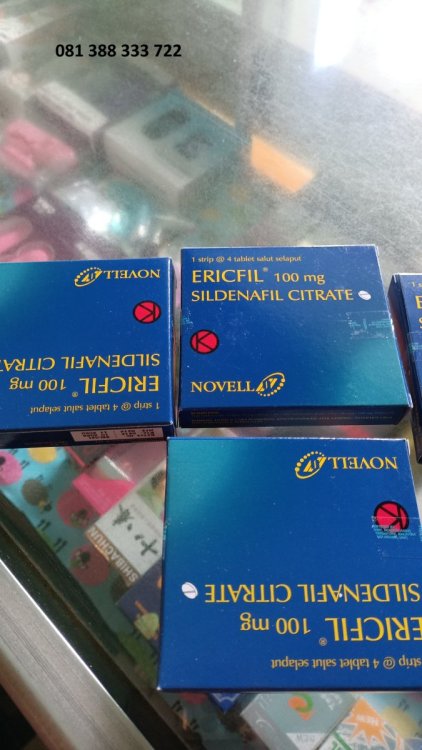 081 388 333 722
1 strip @ 4 tablet salut selaput
ERICFIL® 100 mg
SILDENAFIL CITRATE
K
NOVELL
NOVELL
K
SILDENAFIL CITRATE
ERICFIL® 100 mg
1 strip @ 4 tablet salut selaput
NOVELL
K
SILDENAFIL CITRATE
ERICFIL® 100 mg
strip @ 4 tablet salut selaput
SHIBACHUK
NEW